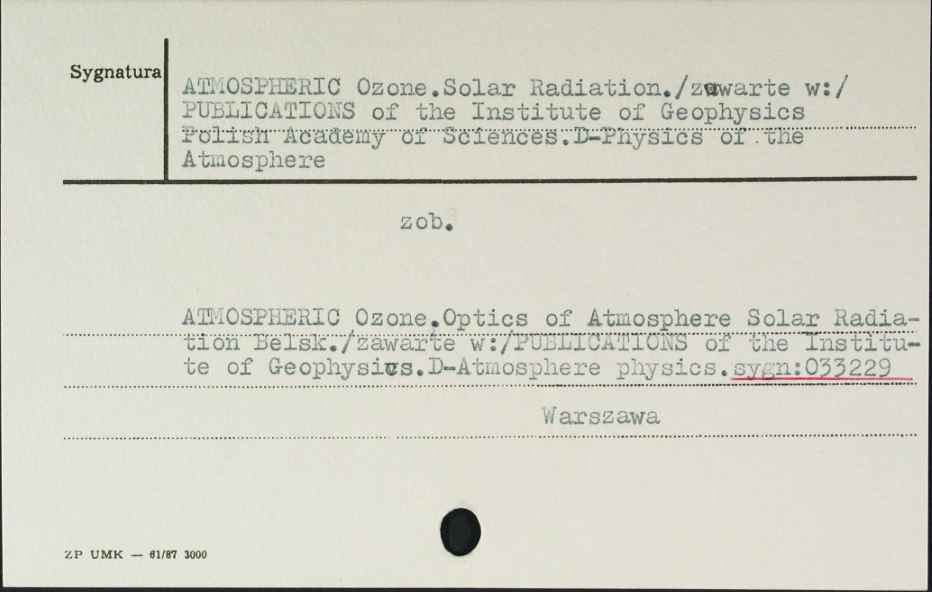 Sygnatura
ATMOSPHERIC Ozone.Solar Radiation./zawarte w:/
PUBLICATIONS of the Institute of Geophysics
Polish Academy of Sciences.D-Physics of the
Atmosphere
zob.
ATMOSPHERIC Ozone.Optics of Atmosphere Solar Radia-
tion Belsk./zawarte w:/PUBLICATIONS of the Institu-
te of Geophysics.D-Atmosphere physics.sygn:033229
Warszawa
ZP UMK — 61/87 3000